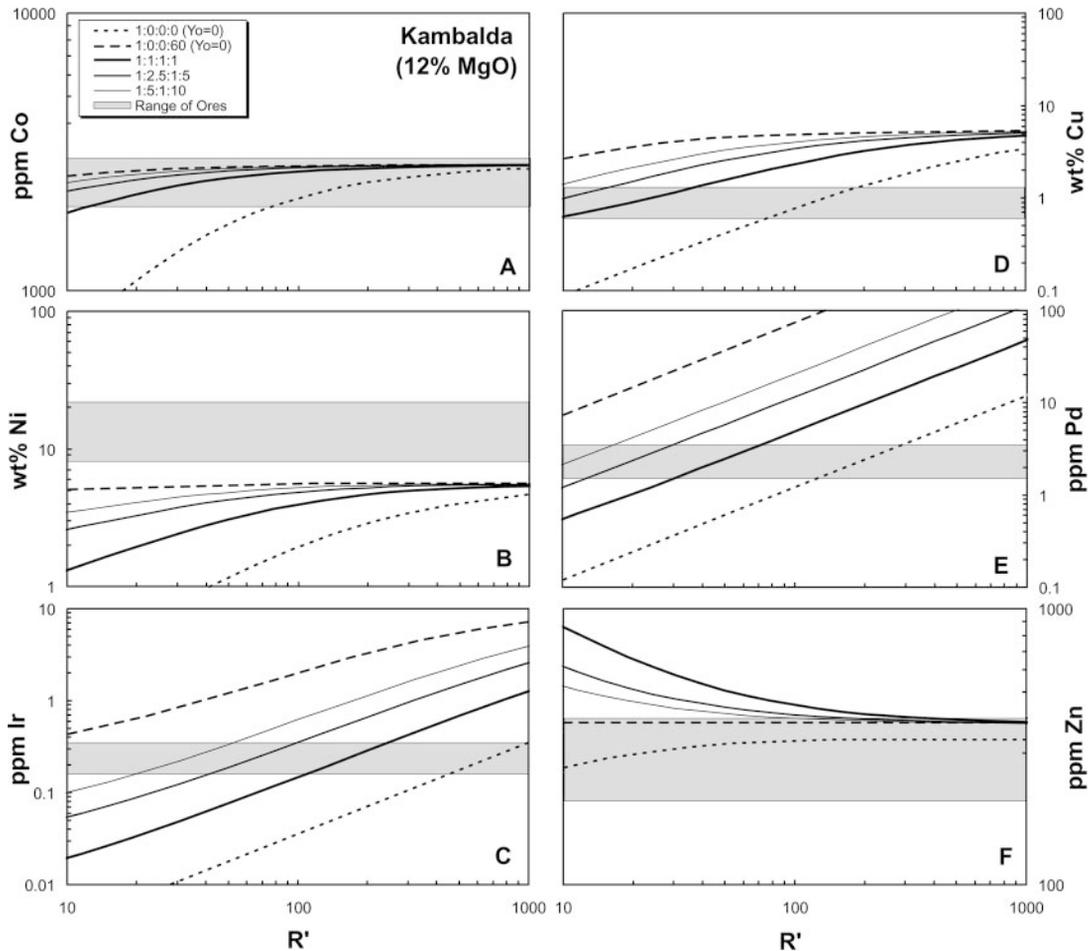 10000
1:0:0:0 (Yo=0)
1:0:0:60 (Yo=0)
1:1:1:1
1:2.5:1:5
1:5:1:10
Range of Ores
Kambalda
(12% MgO)
ppm Co
A
1000
100
10
wt% Cu
1
D
0.1
100
wt% Ni
10
B
1
100
10
ppm Pd
1
E
0.1
10
1
ppm Ir
0.1
C
0.01
10
100
1000
R'
1000
ppm Zn
F
100
10
100
1000
R'